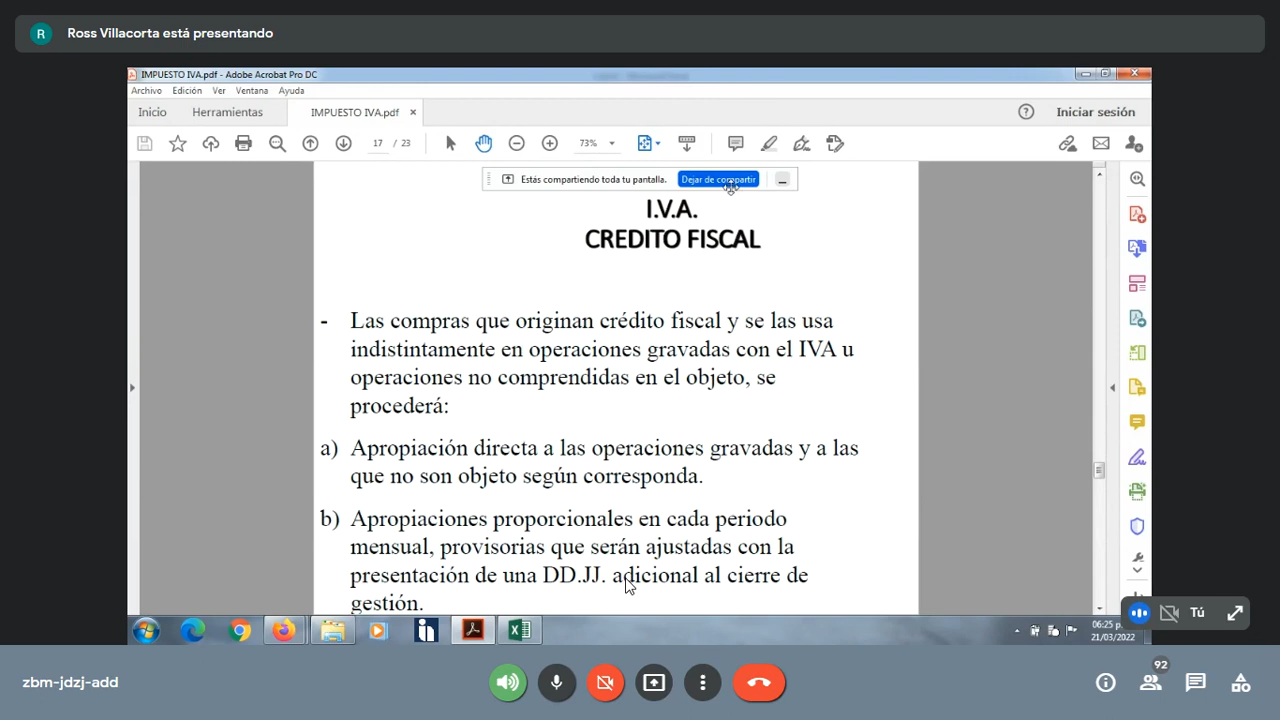 R Ross Villacorta está presentando
IMPUESTO IVA.pdf - Adobe Acrobat Pro DC
Archivo Edición Ver Ventana Ayuda
Inicio Herramientas IMPUESTO IVA.pdf × Iniciar sesión
17 / 23 73%
Estás compartiendo toda tu pantalla. Dejar de compartir
I.V.A.
CREDITO FISCAL
- Las compras que originan crédito fiscal y se las usa
indistintamente en operaciones gravadas con el IVA u
operaciones no comprendidas en el objeto, se
procederá:
a) Apropiación directa a las operaciones gravadas y a las
que no son objeto según corresponda.
b) Apropiaciones proporcionales en cada periodo
mensual, provisorias que serán ajustadas con la
presentación de una DD.JJ. adicional al cierre de
gestión.
Tú
06:25 p.
21/03/2022
zbm-jdzj-add
92